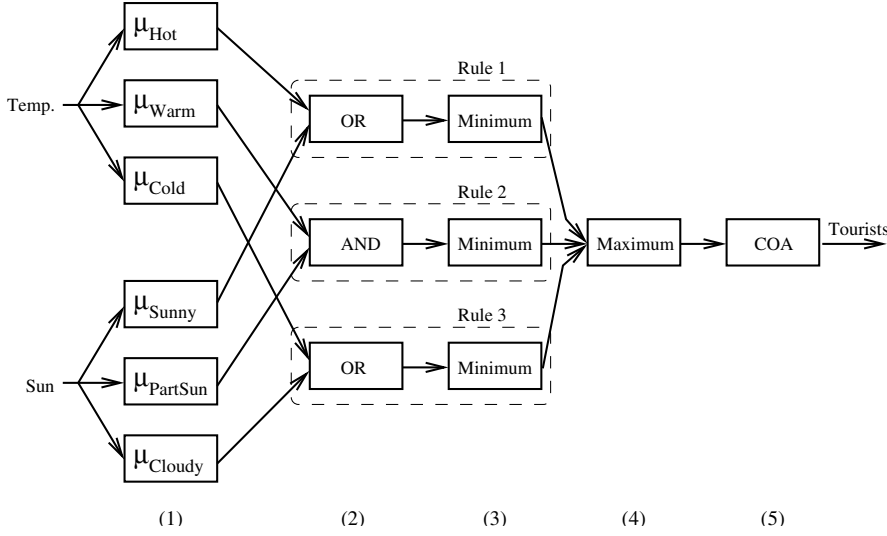 μHot
Rule 1
Temp.
μWarm
OR
Minimum
μCold
Rule 2
AND
Minimum
Maximum
COA
Tourists
μSunny
Rule 3
OR
Minimum
Sun
μPartSun
μCloudy
(1)
(2)
(3)
(4)
(5)